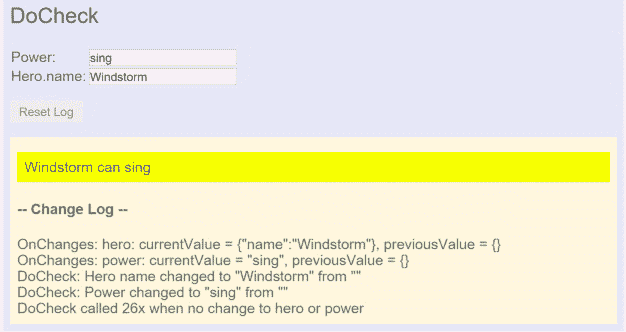 DoCheck
Power: sing
Hero.name: Windstorm
Reset Log
Windstorm can sing
-- Change Log --
OnChanges: hero: currentValue = {"name":"Windstorm"}, previousValue = {}
OnChanges: power: currentValue = "sing", previousValue = {}
DoCheck: Hero name changed to "Windstorm" from ""
DoCheck: Power changed to "sing" from ""
DoCheck called 26x when no change to hero or power